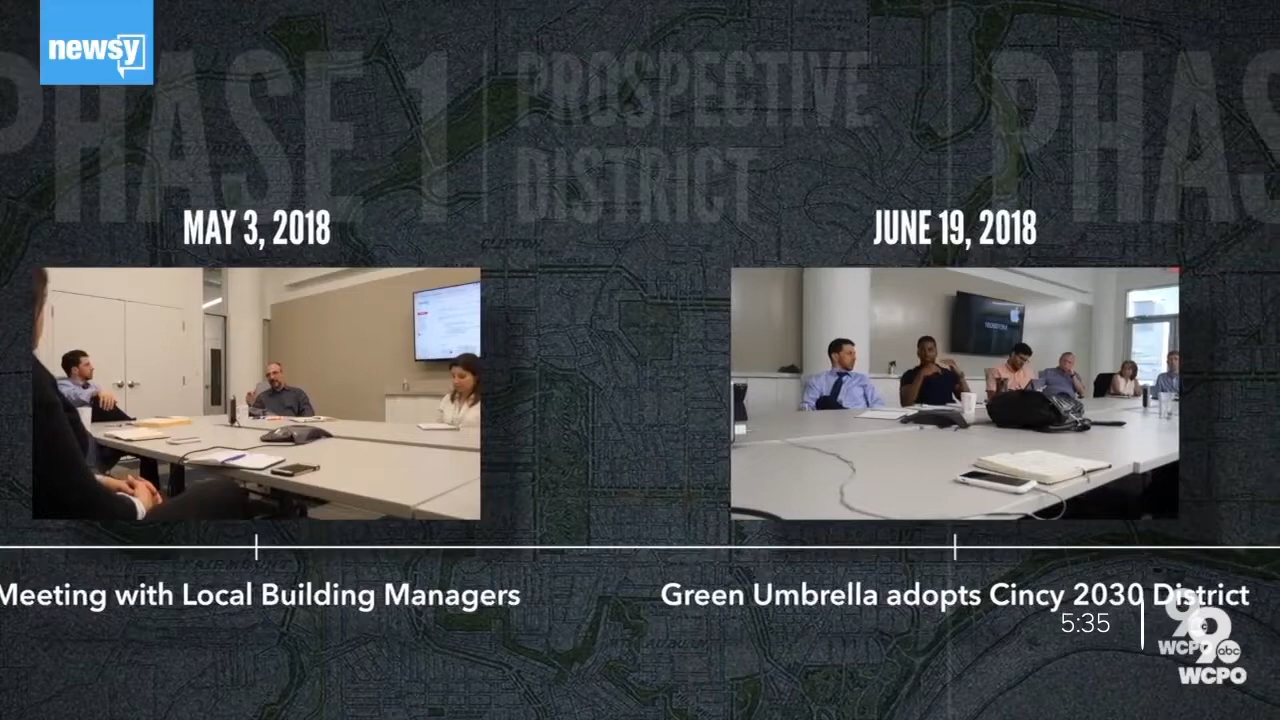 newsy
PHASE 1
PROSPECTIVE
DISTRICT
PHAS
MAY 3, 2018
JUNE 19, 2018
CLIFTON
Meeting with Local Building Managers
Green Umbrella adopts Cincy 2030 District
5:35
9
abc
WCPO
WCPO